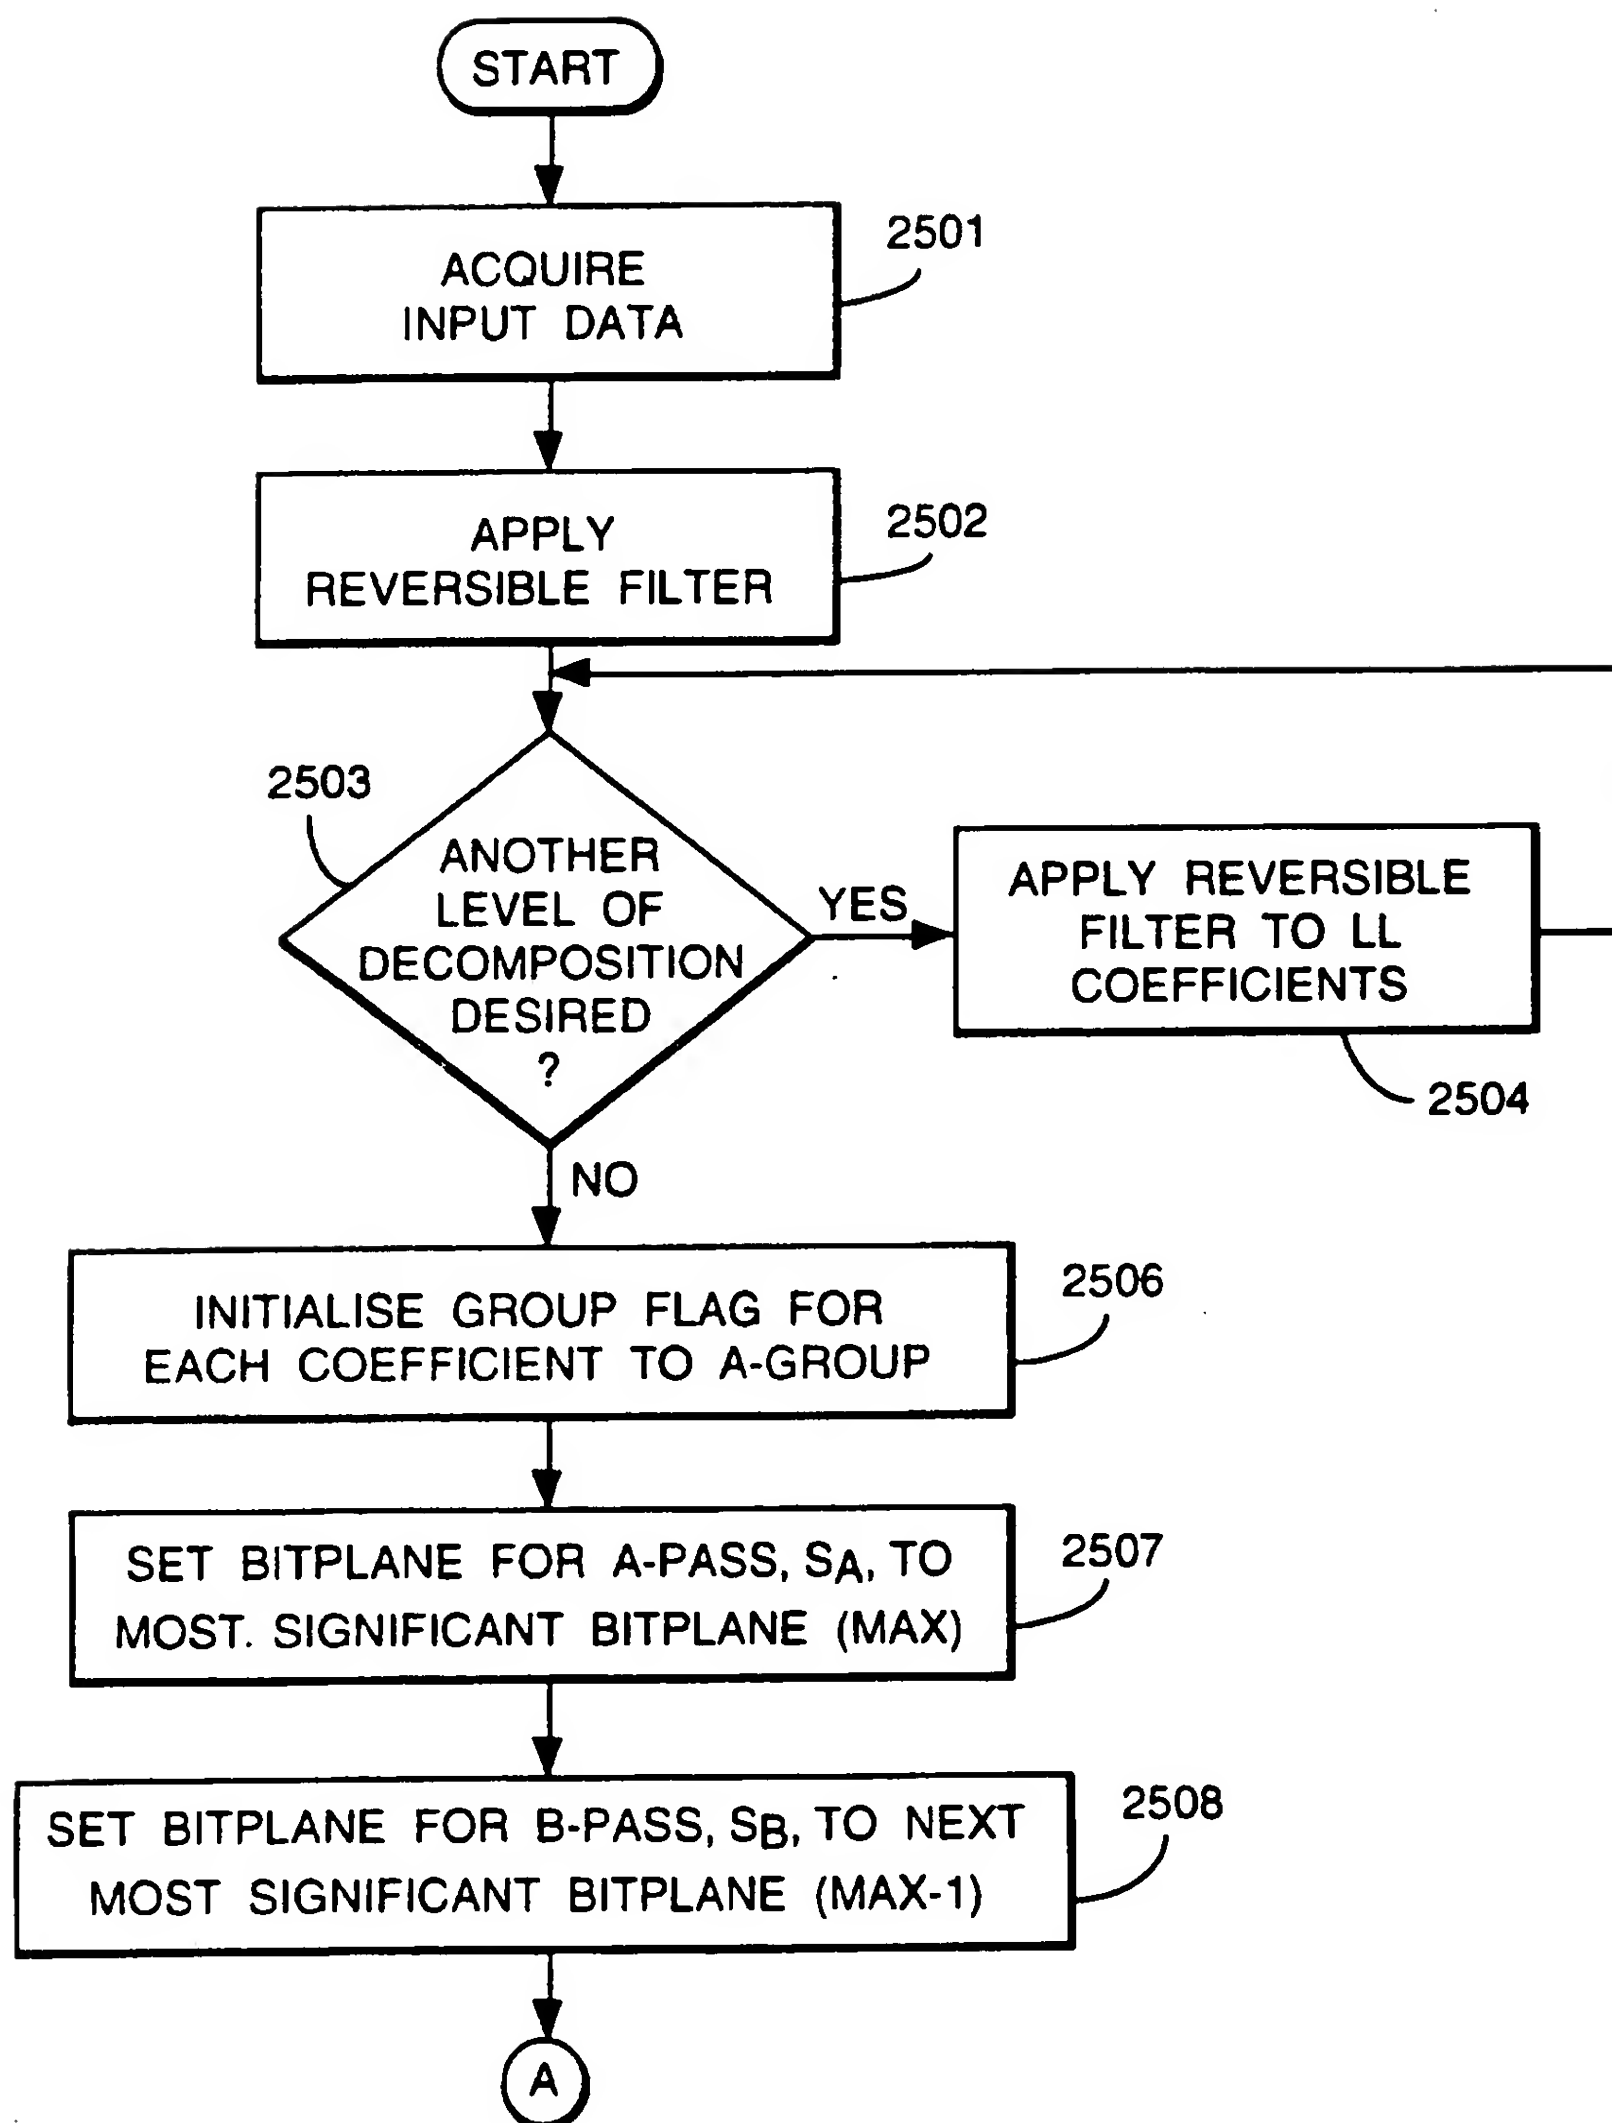 START
ACQUIRE
INPUT DATA
2501
APPLY
REVERSIBLE FILTER
2502
2503
ANOTHER
LEVEL OF
DECOMPOSITION
DESIRED
?
YES
APPLY REVERSIBLE
FILTER TO LL
COEFFICIENTS
2504
NO
INITIALISE GROUP FLAG FOR
EACH COEFFICIENT TO A-GROUP
2506
SET BITPLANE FOR A-PASS, SA, TO
MOST. SIGNIFICANT BITPLANE (MAX)
2507
SET BITPLANE FOR B-PASS, SB, TO NEXT
MOST SIGNIFICANT BITPLANE (MAX-1)
2508
A